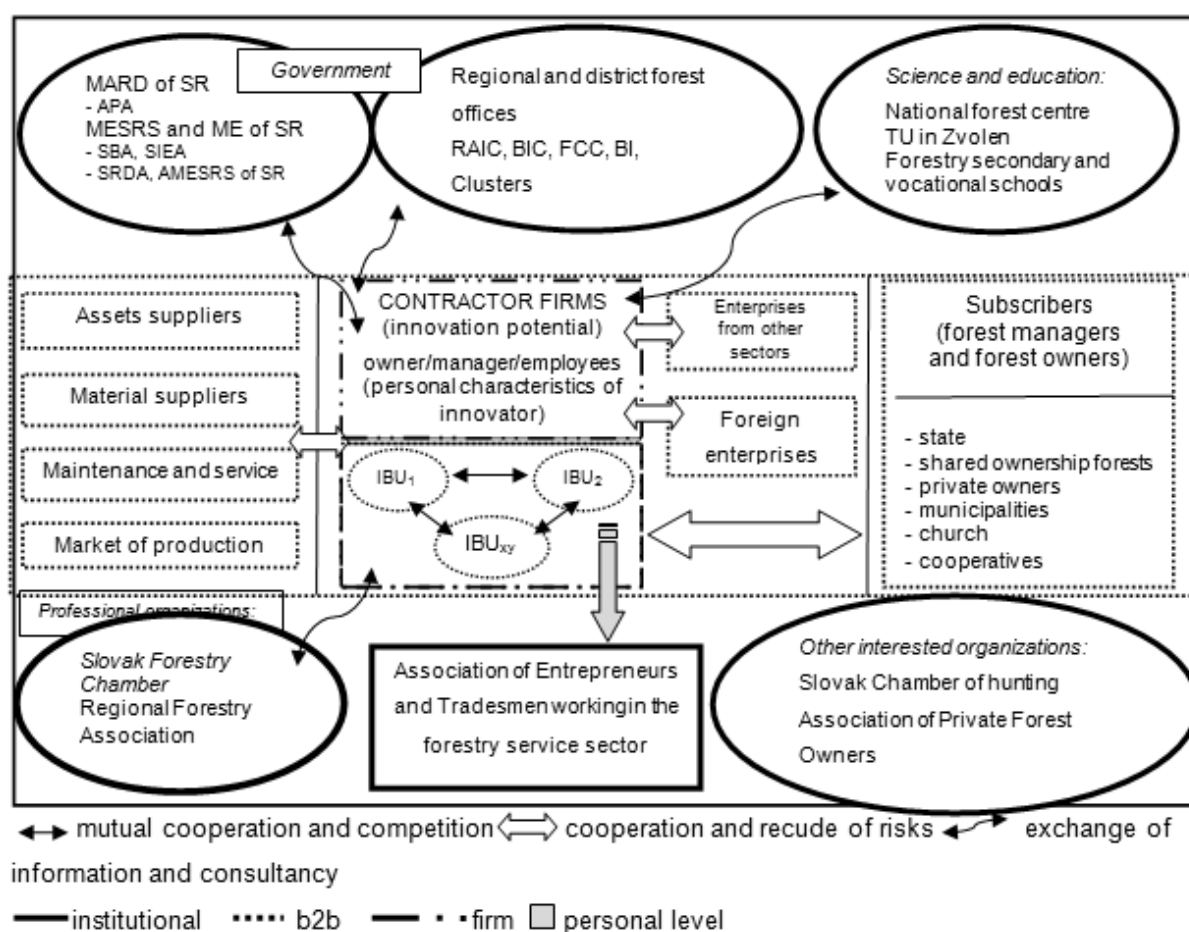 MARD of SR
- APA
MESRS and ME of SR
- SBA, SIEA
- SRDA, AMESRS of SR
Government
Regional and district forest
offices
RAIC, BIC, FCC, BI,
Clusters
Science and education:
National forest centre
TU in Zvolen
Forestry secondary and
vocational schools
Assets suppliers
Material suppliers
Maintenance and service
Market of production
CONTRACTOR FIRMS
(innovation potential)
owner/manager/employees
(personal characteristics of
innovator)
IBU1
IBU2
IBUxy
Enterprises
from other
sectors
Foreign
enterprises
Subscribers
(forest managers
and forest owners)
- state
- shared ownership forests
- private owners
- municipalities
- church
- cooperatives
Professional organizations:
Slovak Forestry
Chamber
Regional Forestry
Association
Association of Entrepreneurs
and Tradesmen workingin the
forestry service sector
Other interested organizations:
Slovak Chamber of hunting
Association of Private Forest
Owners
mutual cooperation and competition cooperation and recude of risks exchange of
information and consultancy
institutional b2b firm personal level